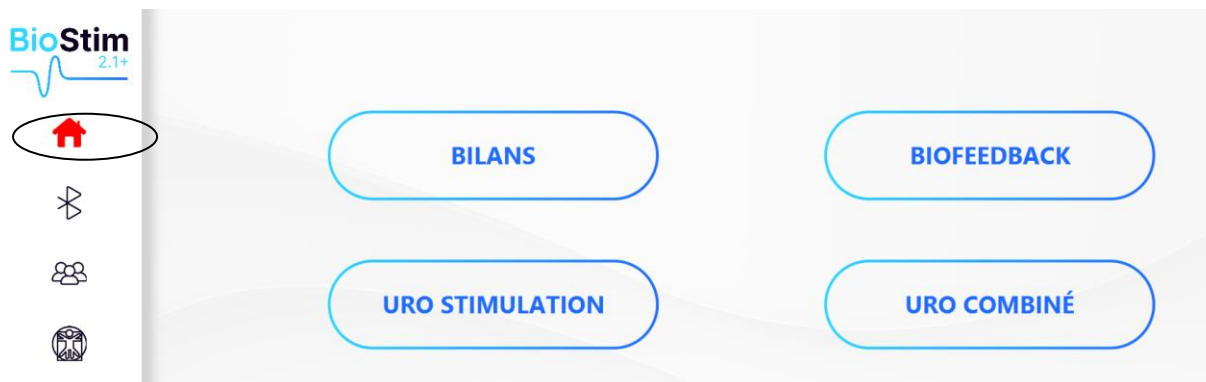 BioStim
2.1+
BILANS
BIOFEEDBACK
URO STIMULATION
URO COMBINÉ